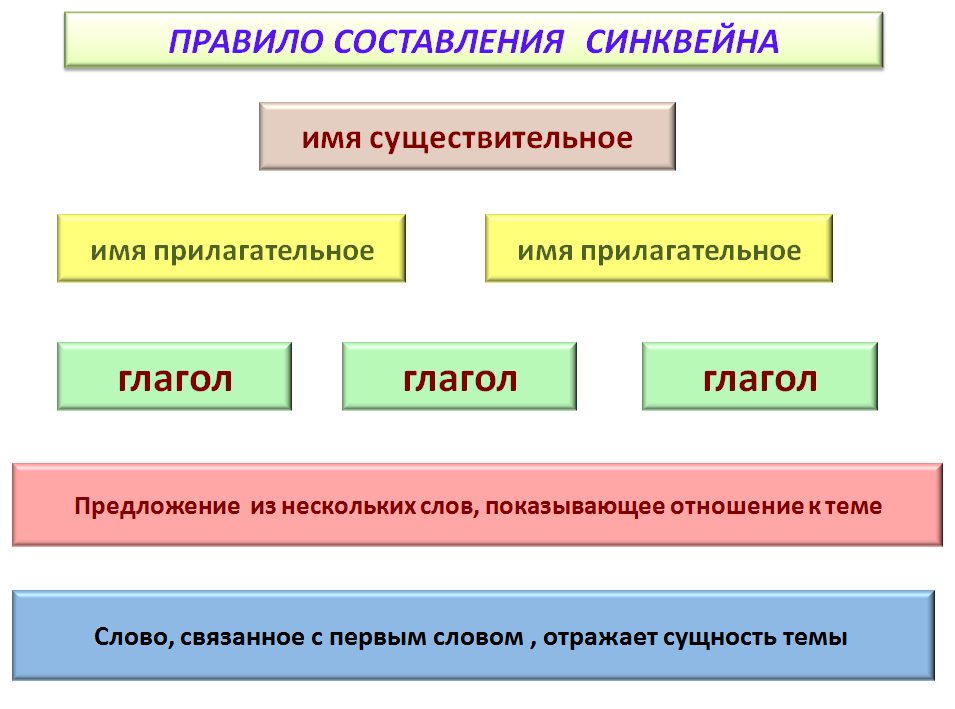 ПРАВИЛО СОСТАВЛЕНИЯ СИНКВЕЙНА
имя существительное
имя прилагательное имя прилагательное
глагол глагол глагол
Предложение из нескольких слов, показывающее отношение к теме
Слово, связанное с первым словом , отражает сущность темы